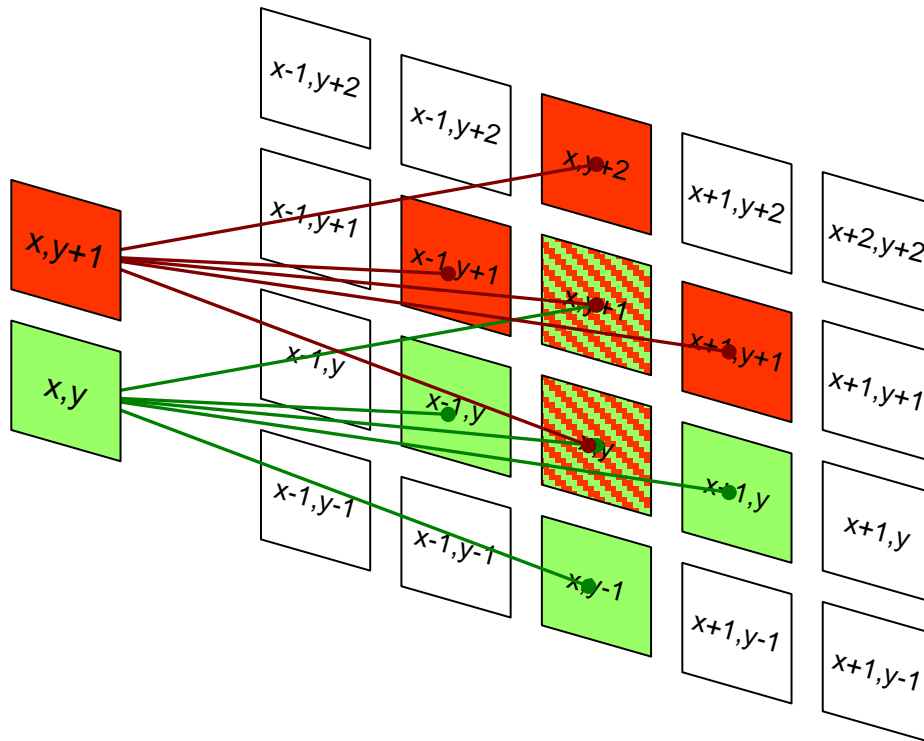 x-1,y+2
x-1,y+2
x,y+2
x+1,y+2
x+2,y+2
x,y+1
x-1,y+1
x-1,y+1
x,y+1
x+1,y+1
x+1,y+1
x,y
x-1,y
x-1,y
x,y
x+1,y
x+1,y
x-1,y-1
x-1,y-1
x,y-1
x+1,y-1
x+1,y-1